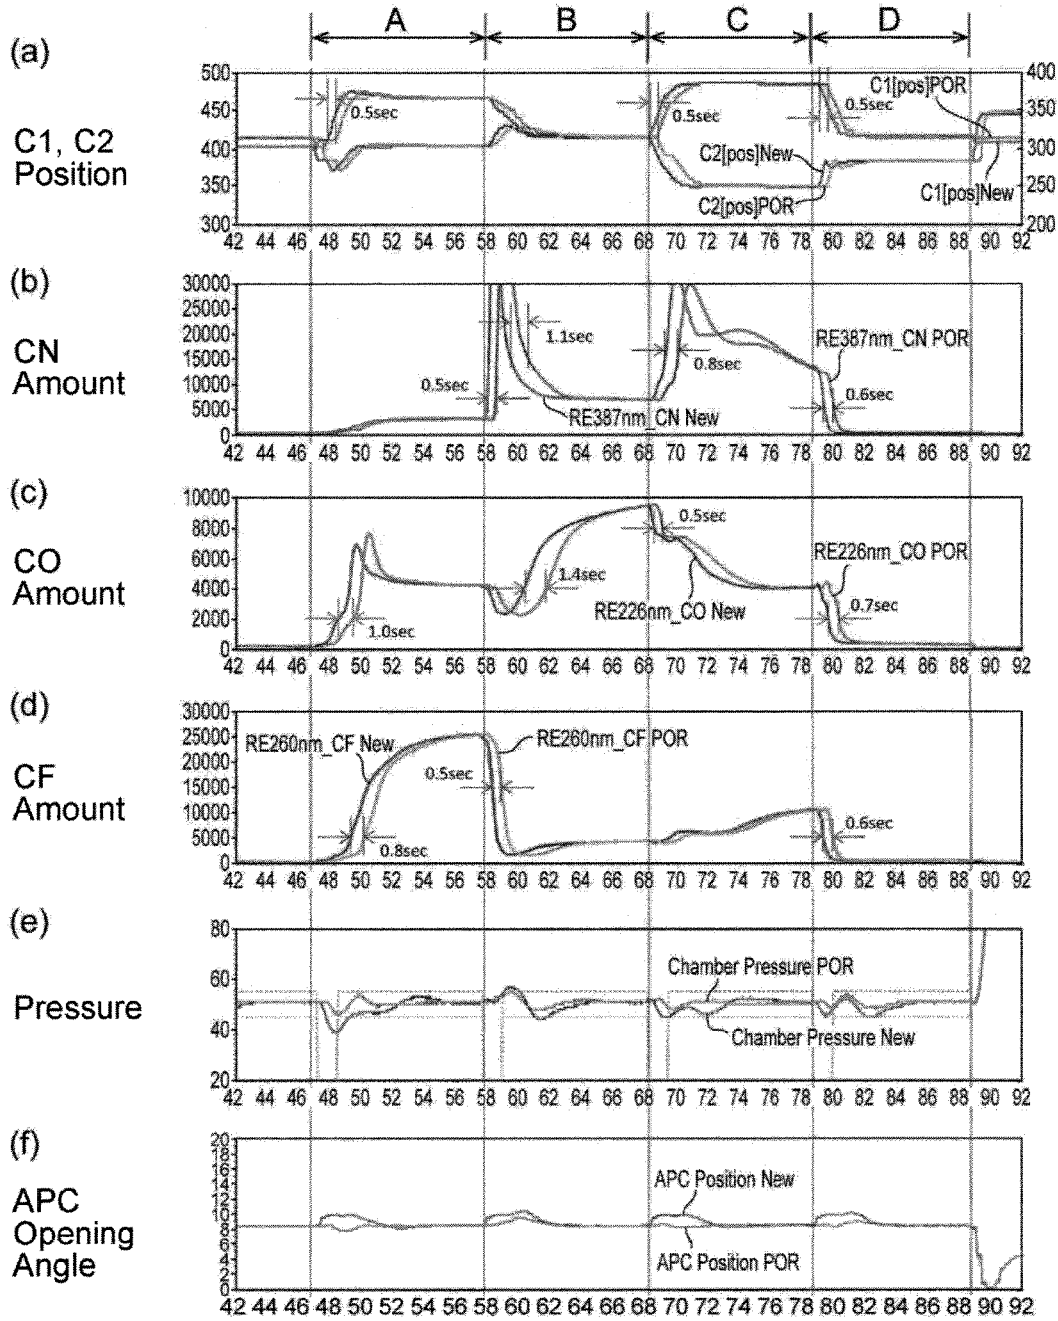 A B C D
(a)
C1, C2
Position
500 450 400 350 300
400 350 300 250 200
0.5sec 0.5sec 0.5sec
C1[pos]POR
C2[pos]New
C2[pos]POR
C1[pos]New
42 44 46 48 50 52 54 56 58 60 62 64 66 68 70 72 74 76 78 80 82 84 86 88 90 92
(b)
CN
Amount
30000 25000 20000 15000 10000 5000 0
0.5sec 1.1sec 0.8sec 0.6sec
RE387nm_CN POR
RE387nm_CN New
42 44 46 48 50 52 54 56 58 60 62 64 66 68 70 72 74 76 78 80 82 84 86 88 90 92
(c)
CO
Amount
10000 8000 6000 4000 2000 0
1.0sec 1.4sec 0.5sec 0.7sec
RE226nm_CO POR
RE226nm_CO New
42 44 46 48 50 52 54 56 58 60 62 64 66 68 70 72 74 76 78 80 82 84 86 88 90 92
(d)
CF
Amount
30000 25000 20000 15000 10000 5000 0
RE260nm_CF New
RE260nm_CF POR
0.8sec 0.5sec 0.6sec
42 44 46 48 50 52 54 56 58 60 62 64 66 68 70 72 74 76 78 80 82 84 86 88 90 92
(e)
Pressure
80 60 40 20
Chamber Pressure POR
Chamber Pressure New
42 44 46 48 50 52 54 56 58 60 62 64 66 68 70 72 74 76 78 80 82 84 86 88 90 92
(f)
APC
Opening
Angle
20 18 16 14 12 10 8 6 4 2 0
APC Position New
APC Position POR
42 44 46 48 50 52 54 56 58 60 62 64 66 68 70 72 74 76 78 80 82 84 86 88 90 92